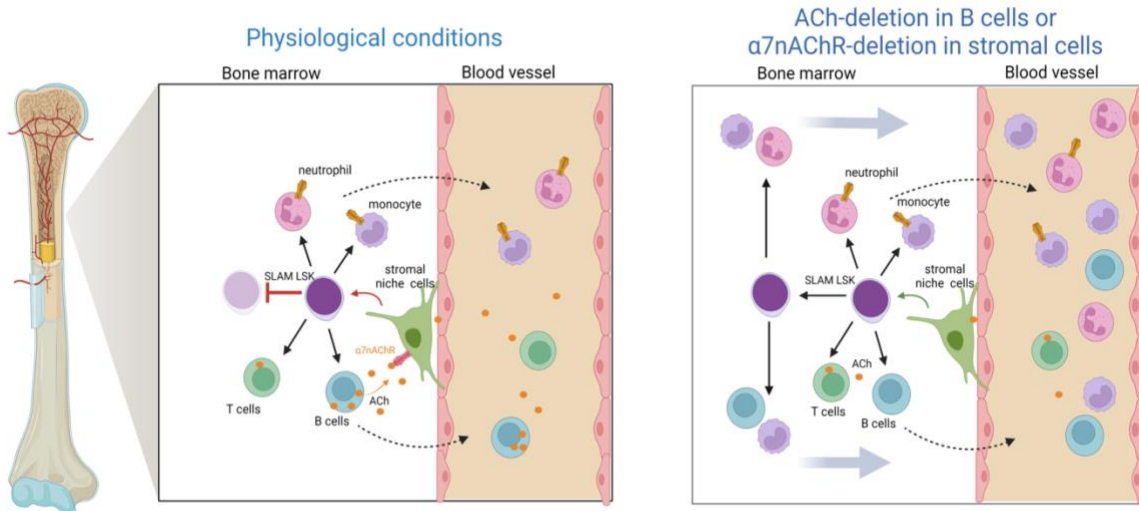 Physiological conditions
Bone marrow
Blood vessel
neutrophil
monocyte
SLAM LSK
stromal
niche cells
α7nAChR
ACh
T cells
B cells
ACh-deletion in B cells or
α7nAChR-deletion in stromal cells
Bone marrow
Blood vessel
neutrophil
monocyte
SLAM LSK
stromal
niche cells
ACh
T cells
B cells